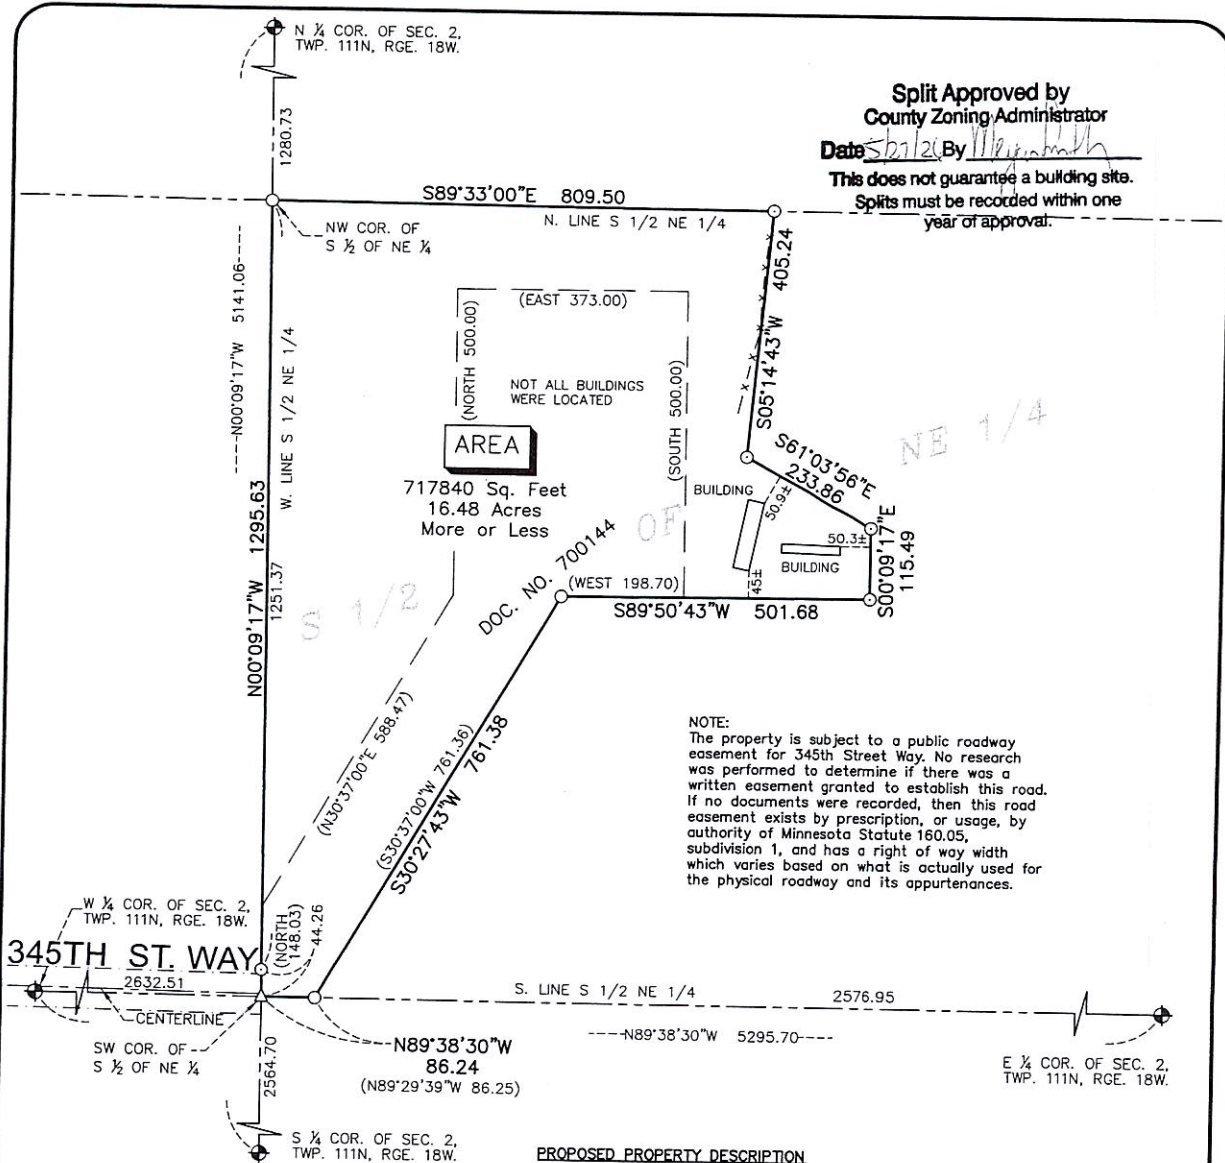 N ¼ COR. OF SEC. 2,
TWP. 111N, RGE. 18W.
1280.73
Split Approved by
County Zoning Administrator
Date 5/27/2 By
This does not guarantee a building site.
Splits must be recorded within one
year of approval.
S89°33'00"E 809.50
N. LINE S 1/2 NE 1/4
NW COR. OF
S ½ OF NE ¼
----N00°09'17"W 5141.06----
N00°09'17"W 1295.63
1251.37
W. LINE S 1/2 NE 1/4
(EAST 373.00)
(NORTH 500.00)
(SOUTH 500.00)
NOT ALL BUILDINGS
WERE LOCATED
AREA
717840 Sq. Feet
16.48 Acres
More or Less
S05°14'43"W 405.24
S61°03'56"E
233.86
NE 1/4
OF
S 1/2
BUILDING
50.9±
50.3±
BUILDING
45±
S00°09'17"E
115.49
DOC. NO. 700144
(WEST 198.70)
S89°50'43"W 501.68
(N30°37'00"E 588.47)
(S30°37'00"W 761.36)
S30°27'43"W 761.38
NOTE:
The property is subject to a public roadway
easement for 345th Street Way. No research
was performed to determine if there was a
written easement granted to establish this road.
If no documents were recorded, then this road
easement exists by prescription, or usage, by
authority of Minnesota Statute 160.05,
subdivision 1, and has a right of way width
which varies based on what is actually used for
the physical roadway and its appurtenances.
W ¼ COR. OF SEC. 2,
TWP. 111N, RGE. 18W.
345TH ST. WAY
(NORTH
148.03)
44.26
2632.51
CENTERLINE
S. LINE S 1/2 NE 1/4
2576.95
----N89°38'30"W 5295.70----
SW COR. OF
S ½ OF NE ¼
2564.70
N89°38'30"W
86.24
(N89°29'39"W 86.25)
E ¼ COR. OF SEC. 2,
TWP. 111N, RGE. 18W.
S ¼ COR. OF SEC. 2,
TWP. 111N, RGE. 18W.
PROPOSED PROPERTY DESCRIPTION